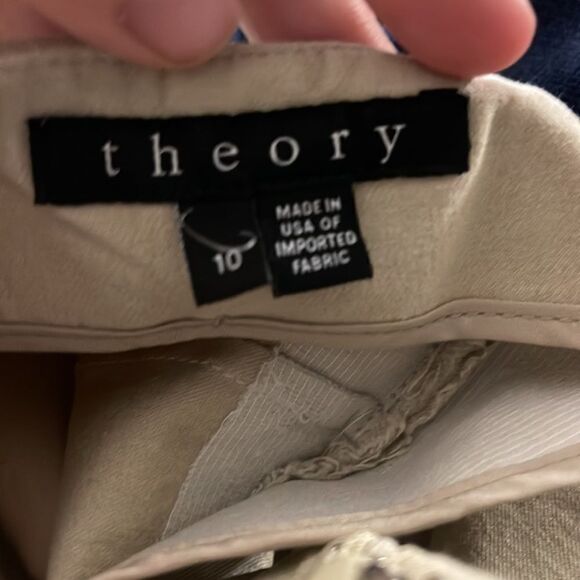 theory
10
MADE IN
USA OF
IMPORTED
FABRIC